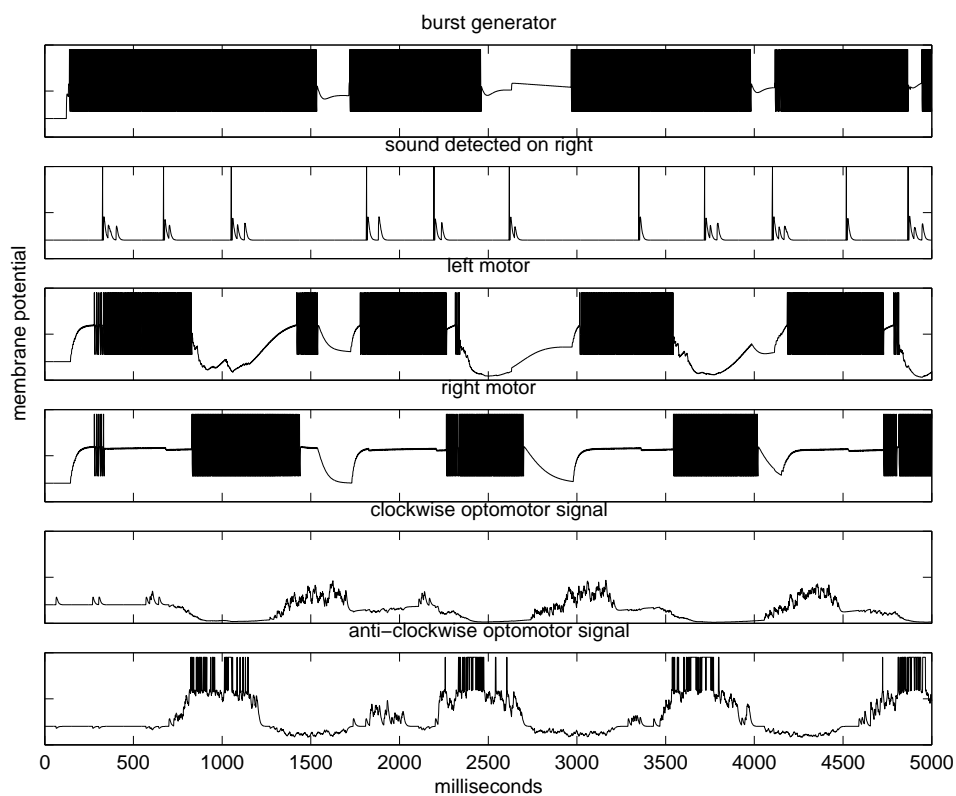 burst generator
sound detected on right
left motor
right motor
clockwise optomotor signal
anti−clockwise optomotor signal
membrane potential
0 500 1000 1500 2000 2500 3000 3500 4000 4500 5000
milliseconds